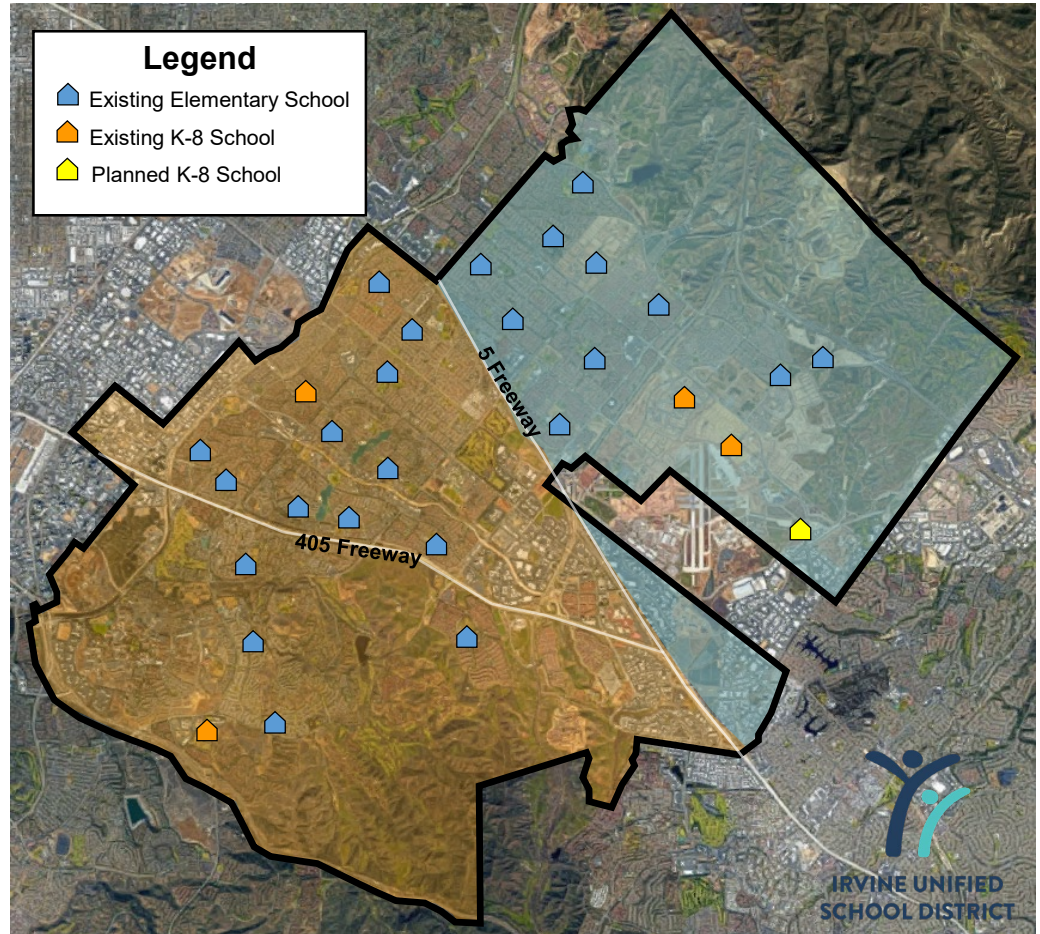 Legend
Existing Elementary School
Existing K-8 School
Planned K-8 School
5 Freeway
405 Freeway
IRVINE UNIFIED
SCHOOL DISTRICT